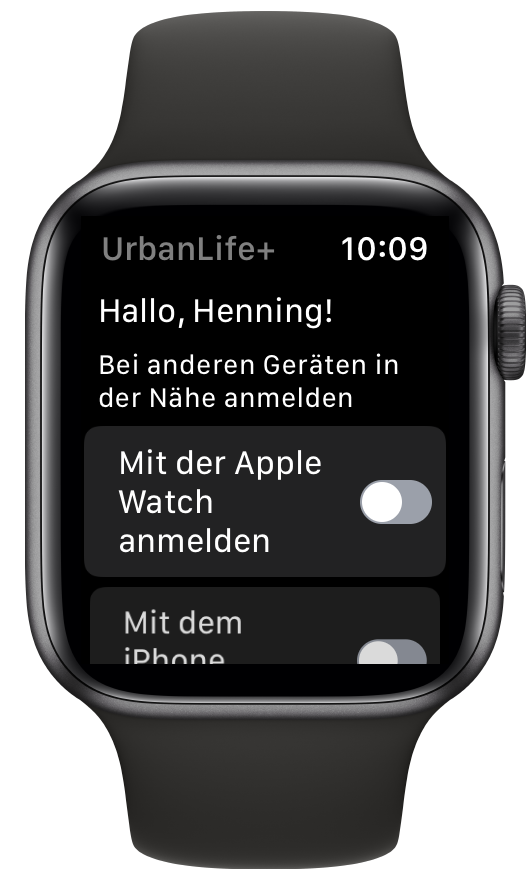 UrbanLife+ 10:09
Hallo, Henning!
Bei anderen Geräten in
der Nähe anmelden
Mit der Apple
Watch
anmelden
Mit dem
iPhone